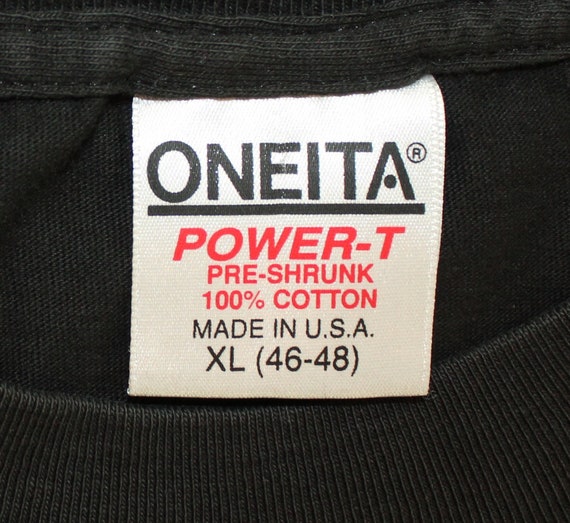 ONEITA®
POWER-T
PRE-SHRUNK
100% COTTON
MADE IN U.S.A.
XL (46-48)